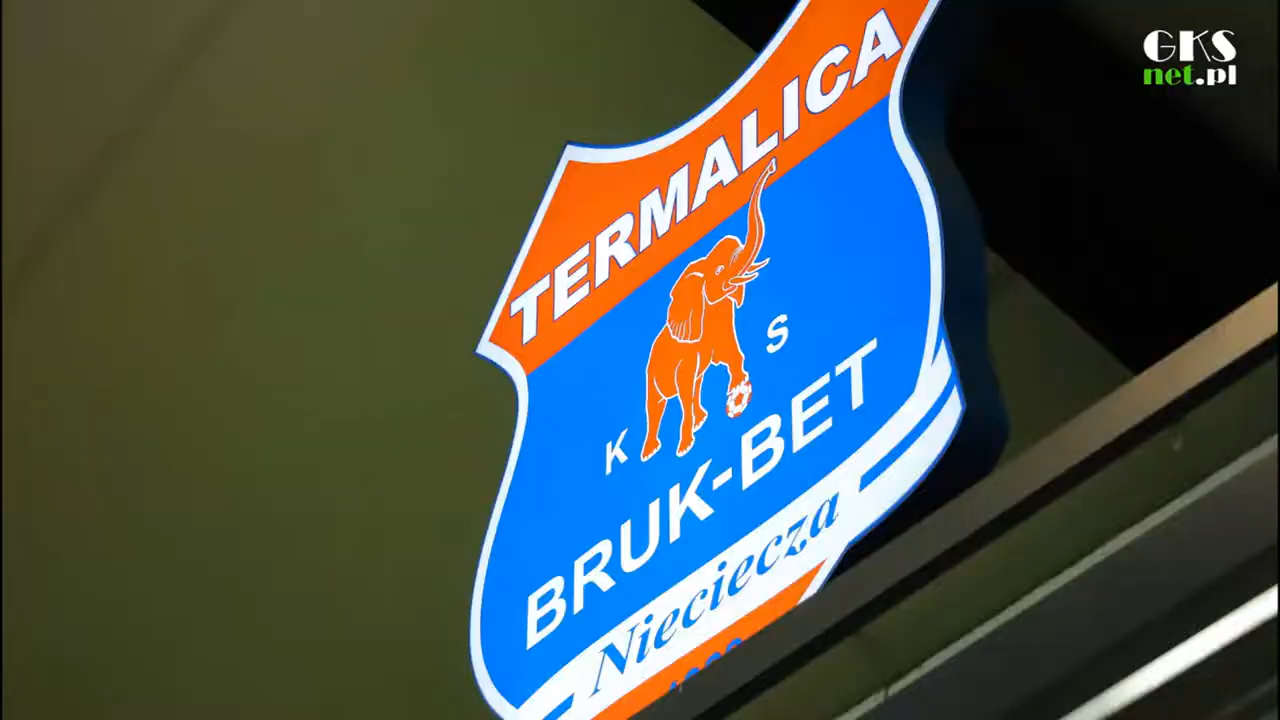 GKS
net.pl
TERMALICA
K S
BRUK-BET
Nieciecza